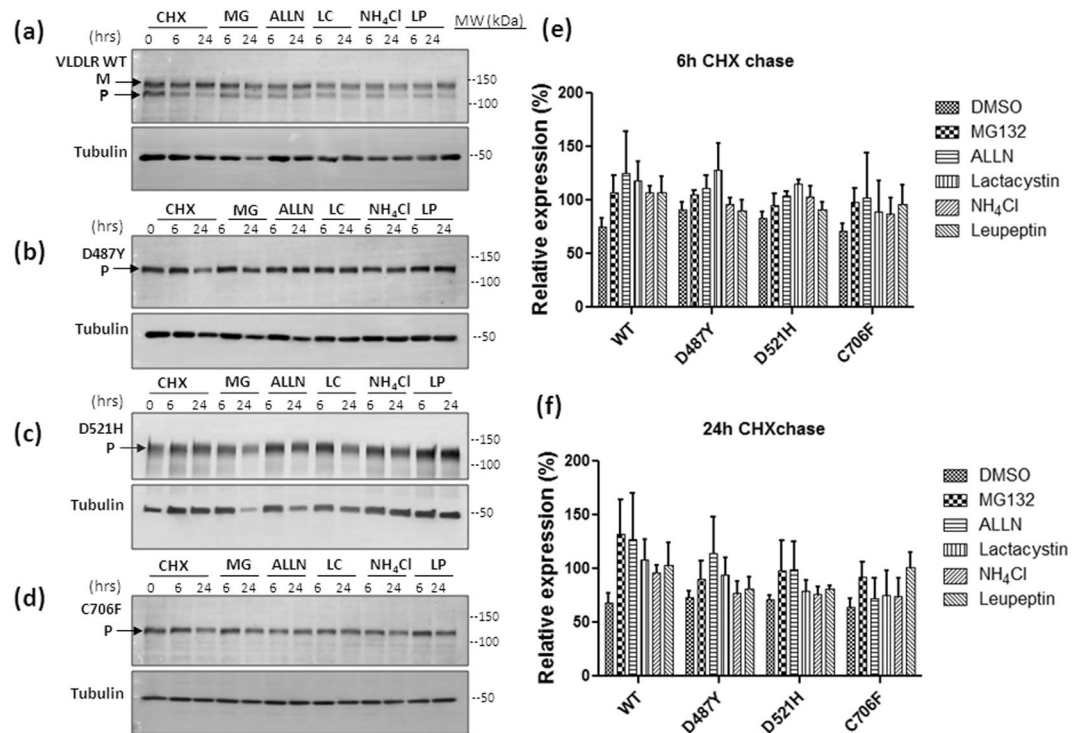 (a)
CHX MG ALLN LC NH₄Cl LP MW (kDa)
(hrs) 0 6 24 6 24 6 24 6 24 6 24 6 24
VLDLR WT
M
P
--150
--100
Tubulin
--50
(b)
CHX MG ALLN LC NH₄Cl LP
(hrs) 0 6 24 6 24 6 24 6 24 6 24 6 24
D487Y
P
--150
--100
Tubulin
--50
(c)
CHX MG ALLN LC NH₄Cl LP
(hrs) 0 6 24 6 24 6 24 6 24 6 24 6 24
D521H
P
--150
--100
Tubulin
--50
(d)
CHX MG ALLN LC NH₄Cl LP
(hrs) 0 6 24 6 24 6 24 6 24 6 24 6 24
C706F
P
--150
--100
Tubulin
--50
(e)
6h CHX chase
Relative expression (%)
200
150
100
50
0
WT D487Y D521H C706F
DMSO
MG132
ALLN
Lactacystin
NH₄Cl
Leupeptin
(f)
24h CHXchase
Relative expression (%)
200
150
100
50
0
WT D487Y D521H C706F
DMSO
MG132
ALLN
Lactacystin
NH₄Cl
Leupeptin